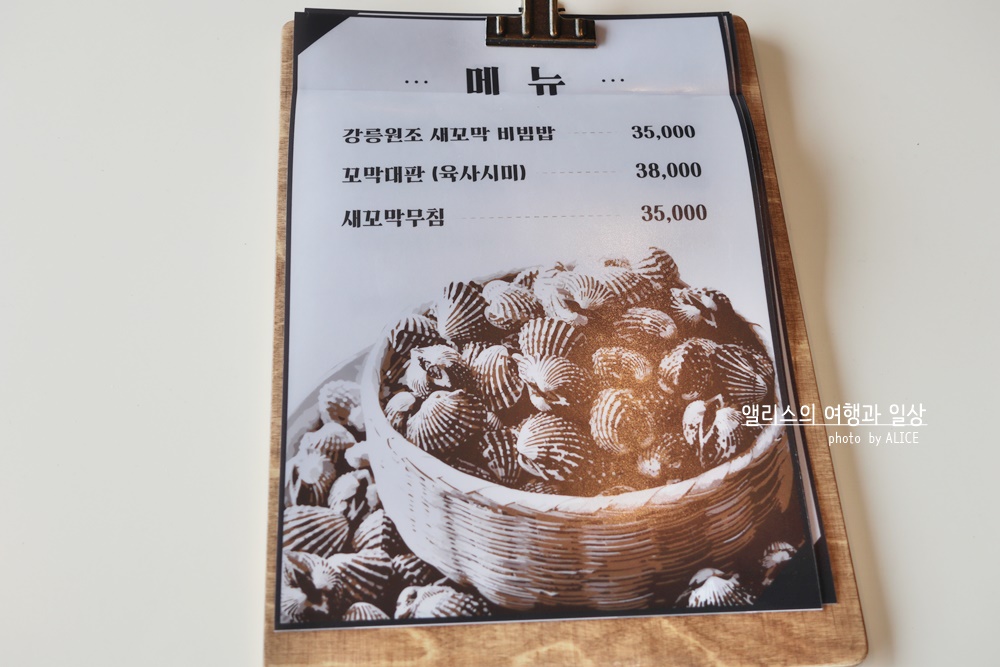 ... 메뉴 ...
강릉원조 새꼬막 비빔밥 35,000
꼬막대판 (육사시미) 38,000
새꼬막무침 35,000
앨리스의 여행과 일상
photo by ALICE